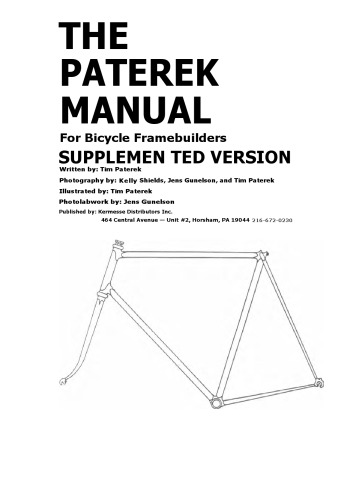 THE
PATEREK
MANUAL
For Bicycle Framebuilders
SUPPLEMEN TED VERSION
Written by: Tim Paterek
Photography by: Kelly Shields, Jens Gunelson, and Tim Paterek
Illustrated by: Tim Paterek
Photolabwork by: Jens Gunelson
Published by: Kermesse Distributors Inc.
464 Central Avenue — Unit #2, Horsham, PA 19044 216-672-0230